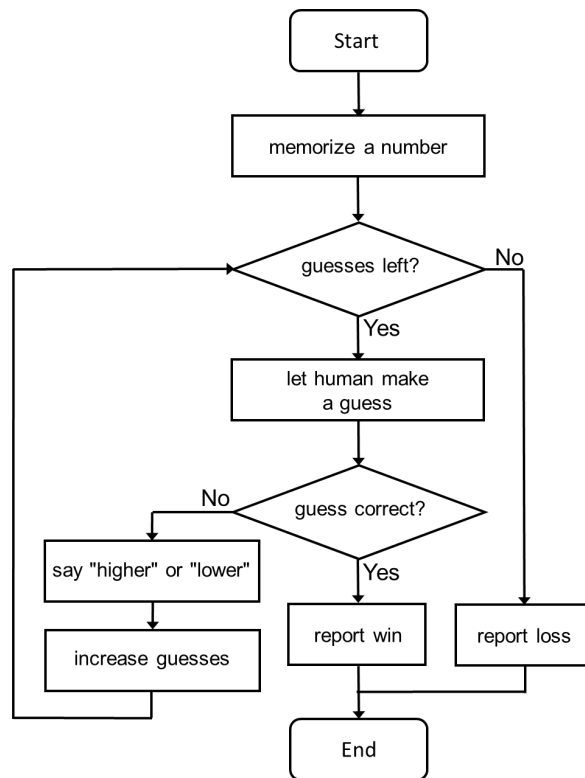 Start
memorize a number
guesses left?
No
Yes
let human make
a guess
guess correct?
No
Yes
say "higher" or "lower"
increase guesses
report win
report loss
End